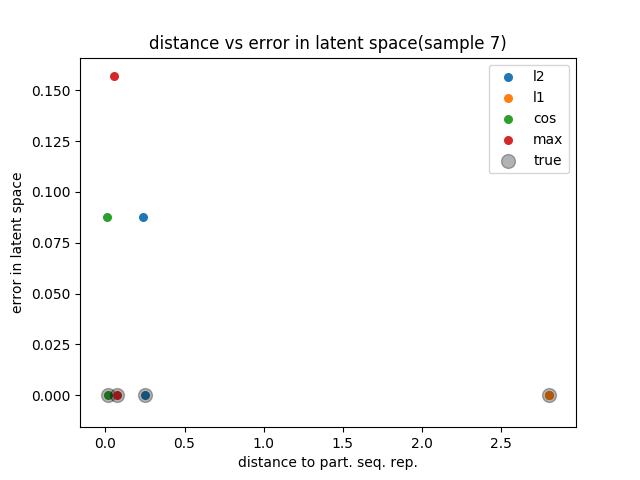 distance vs error in latent space(sample 7)
l2
l1
cos
max
true
error in latent space
0.150
0.125
0.100
0.075
0.050
0.025
0.000
0.0 0.5 1.0 1.5 2.0 2.5
distance to part. seq. rep.